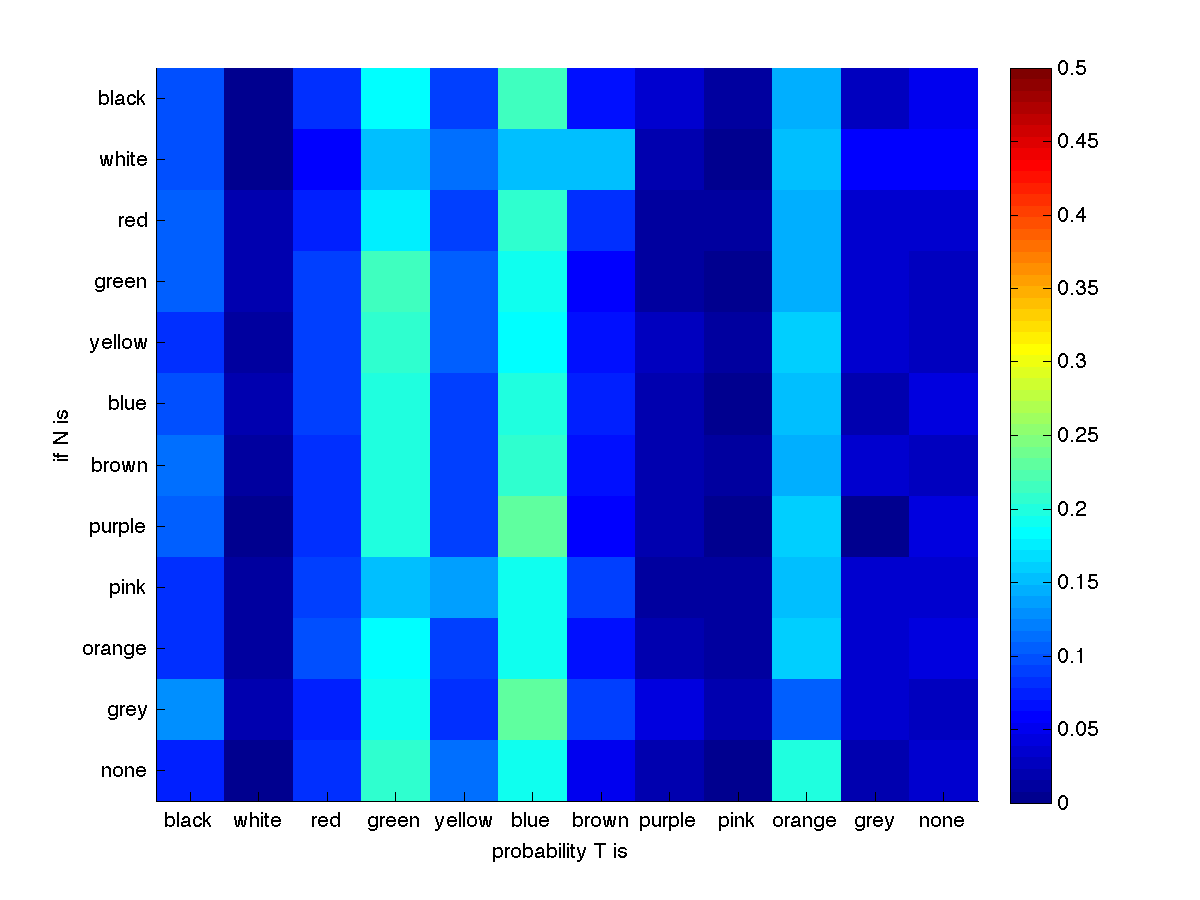 if N is
black
white
red
green
yellow
blue
brown
purple
pink
orange
grey
none
black white red green yellow blue brown purple pink orange grey none
probability T is
0.5
0.45
0.4
0.35
0.3
0.25
0.2
0.15
0.1
0.05
0